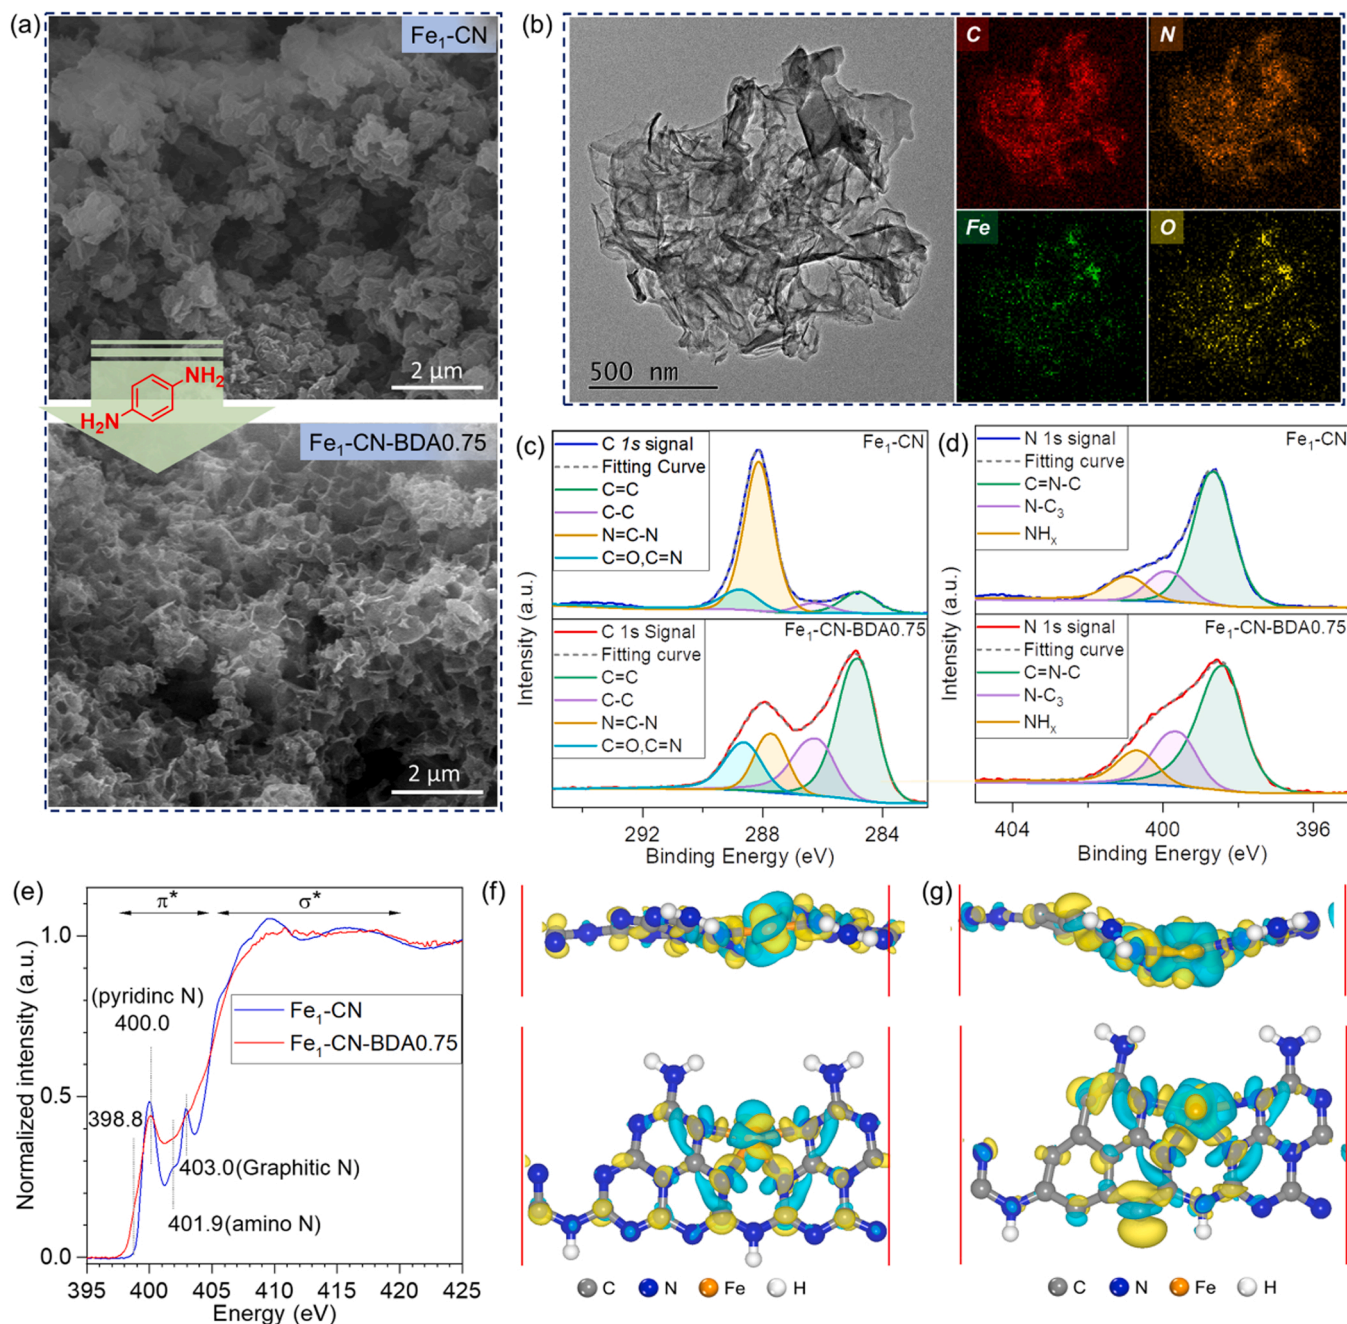 (a)
Fe₁-CN
2 μm
NH₂
H₂N
Fe₁-CN-BDA0.75
2 μm
(b)
500 nm
C
N
Fe
O
(c)
C 1s signal
Fitting Curve
C=C
C-C
N=C-N
C=O,C=N
Fe₁-CN
C 1s Signal
Fitting curve
C=C
C-C
N=C-N
C=O,C=N
Fe₁-CN-BDA0.75
Intensity (a.u.)
292
288
284
Binding Energy (eV)
(d)
N 1s signal
Fitting curve
C=N-C
N-C₃
NHₓ
Fe₁-CN
N 1s signal
Fitting curve
C=N-C
N-C₃
NHₓ
Fe₁-CN-BDA0.75
Intensity (a.u.)
404
400
396
Binding Energy (eV)
(e)
π*
σ*
1.0
0.5
0.0
Normalized intensity (a.u.)
(pyridinc N)
400.0
Fe₁-CN
Fe₁-CN-BDA0.75
398.8
403.0(Graphitic N)
401.9(amino N)
395
400
405
410
415
420
425
Energy (eV)
(f)
C
N
Fe
H
(g)
C
N
Fe
H